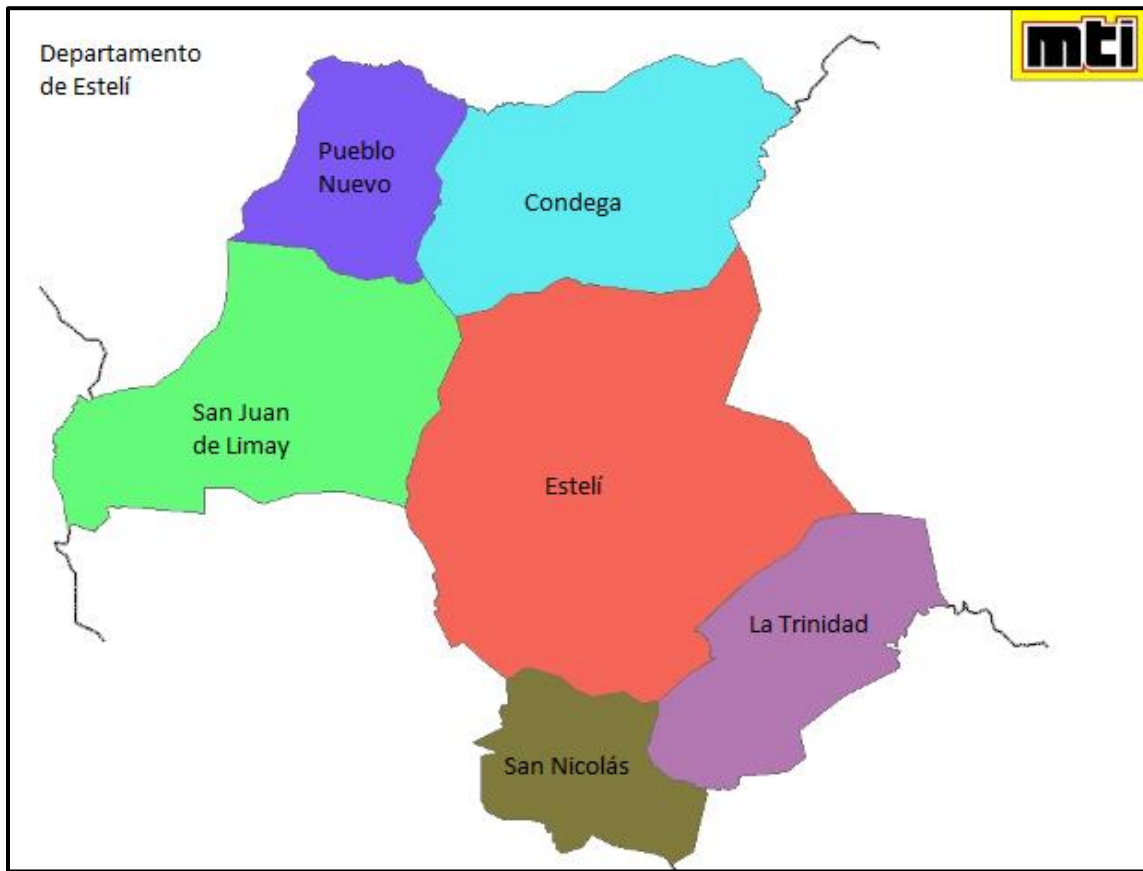 Departamento
de Estelí
mti
Pueblo
Nuevo
Condega
San Juan
de Limay
Estelí
La Trinidad
San Nicolás